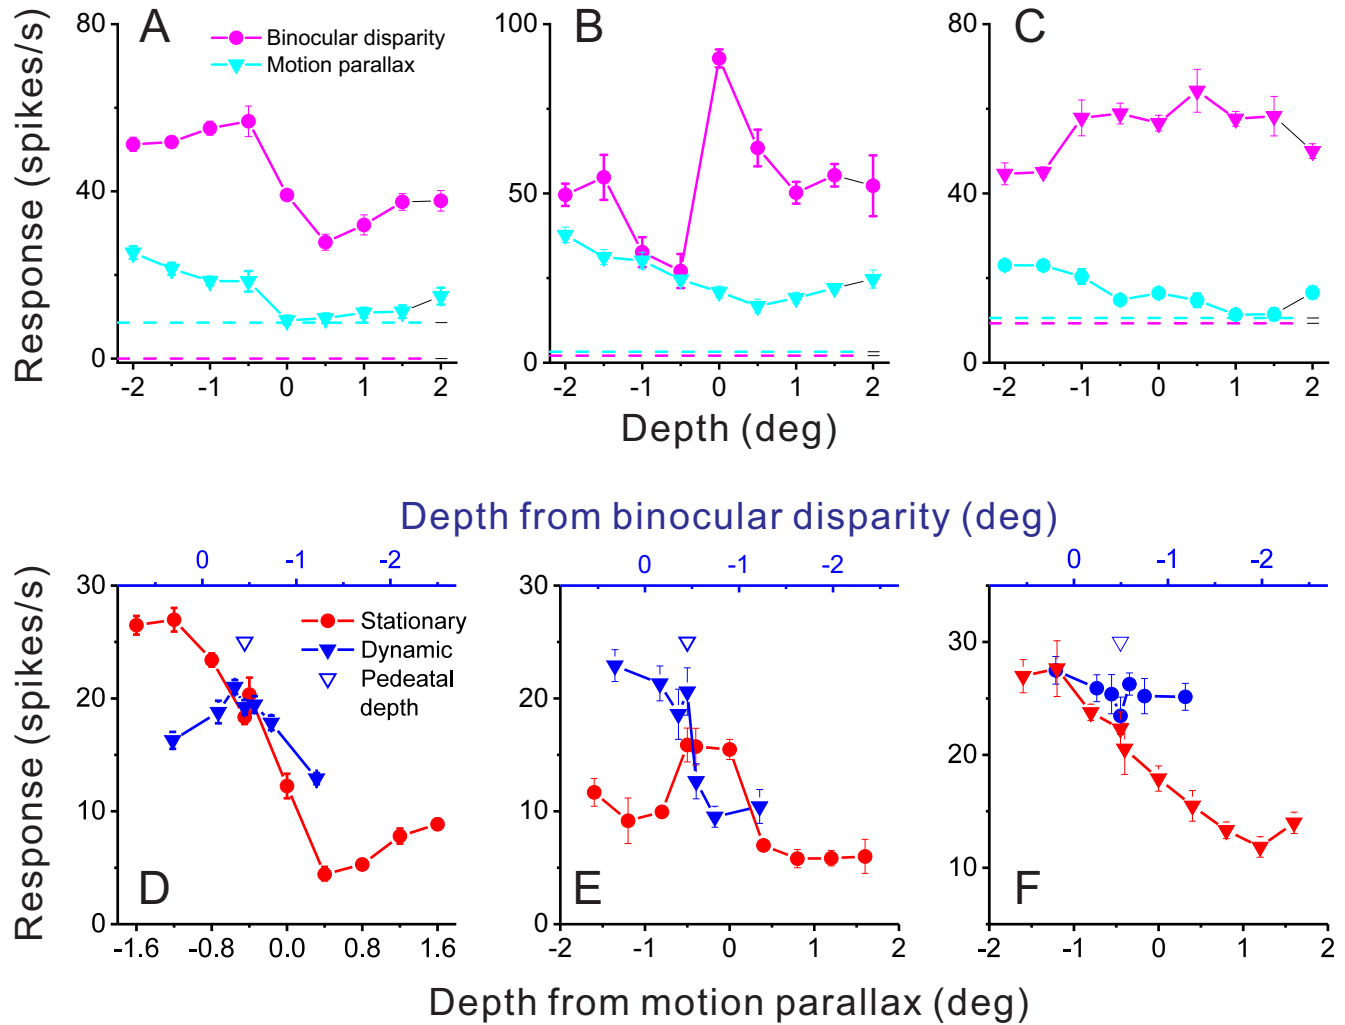 A
B
C
Binocular disparity
Motion parallax
Response (spikes/s)
80
40
0
100
50
0
80
40
0
-2 -1 0 1 2
-2 -1 0 1 2
-2 -1 0 1 2
Depth (deg)
Depth from binocular disparity (deg)
0 -1 -2
0 -1 -2
0 -1 -2
Response (spikes/s)
30
20
10
0
30
20
10
0
30
20
10
Stationary
Dynamic
Pedeatal
depth
D
E
F
-1.6 -0.8 0.0 0.8 1.6
-2 -1 0 1 2
-2 -1 0 1 2
Depth from motion parallax (deg)